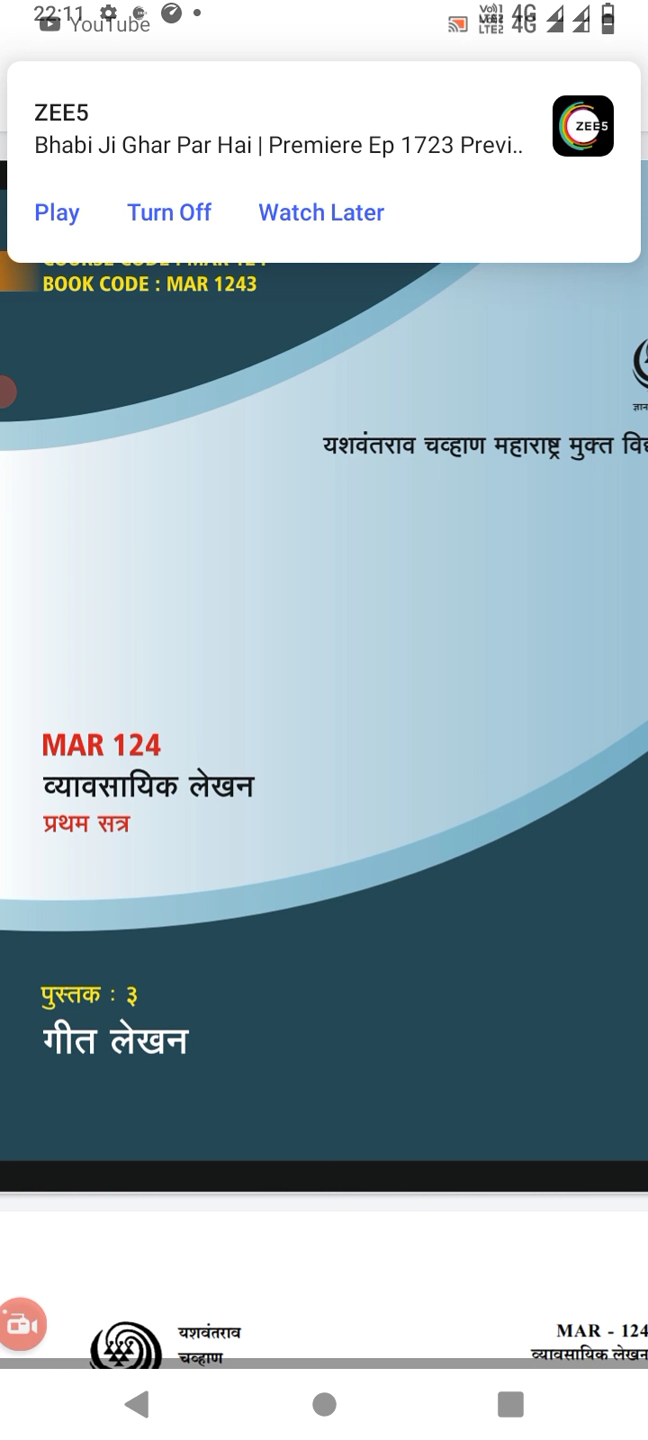 22:11
YouTube
4G 4G
ZEE5
Bhabi Ji Ghar Par Hai | Premiere Ep 1723 Previ..
ZEE5
Play Turn Off Watch Later
BOOK CODE : MAR 1243
यशवंतराव चव्हाण महाराष्ट्र मुक्त
MAR 124
व्यावसायिक लेखन
प्रथम सत्र
पुस्तक : ३
गीत लेखन
यशवंतराव
चव्हाण
MAR - 124
व्यावसायिक लेखन